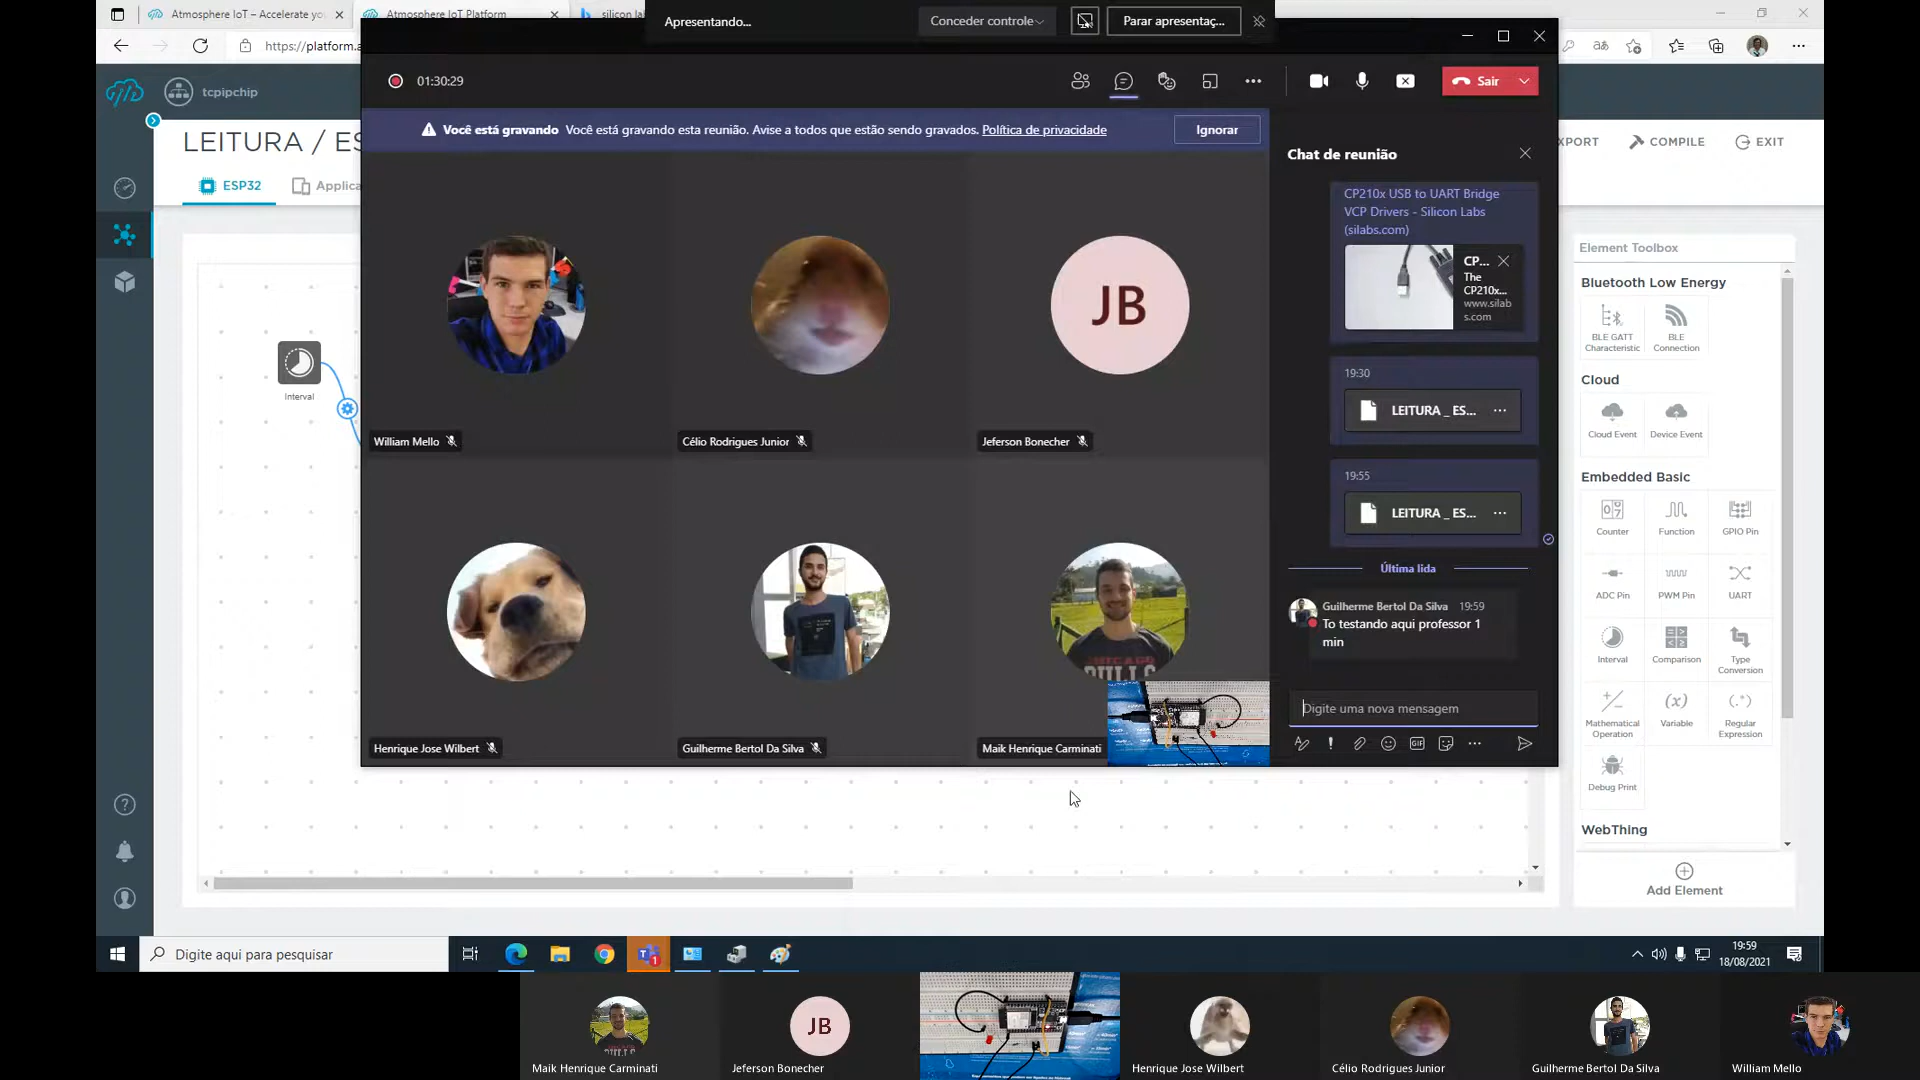 Atmosphere IoT – Accelerate yo
Atmosphere IoT Platform
silicon la
Apresentando...
Conceder controle
Parar apresentaç...
https://platform.a
tcpipchip
01:30:29
Sair
Você está gravando Você está gravando esta reunião. Avise a todos que estão sendo gravados. Política de privacidade
Ignorar
LEITURA / ES
XPORT
COMPILE
EXIT
ESP32
Applica
Interval
William Mello
Célio Rodrigues Junior
JB
Jeferson Bonecher
Henrique Jose Wilbert
Guilherme Bertol Da Silva
Maik Henrique Carminati
Chat de reunião
CP210x USB to UART Bridge
VCP Drivers - Silicon Labs
(silabs.com)
CP...
The
CP210x...
www.silab
s.com
19:30
LEITURA _ ES...
19:55
LEITURA _ ES...
Última lida
Guilherme Bertol Da Silva 19:59
To testando aqui professor 1
min
Digite uma nova mensagem
GIF
Element Toolbox
Bluetooth Low Energy
BLE GATT
Characteristic
BLE
Connection
Cloud
Cloud Event
Device Event
Embedded Basic
Counter
Function
GPIO Pin
ADC Pin
PWM Pin
UART
Interval
Comparison
Type
Conversion
Mathematical
Operation
Variable
Regular
Expression
Debug Print
WebThing
Add Element
Digite aqui para pesquisar
19:59
18/08/2021
Maik Henrique Carminati
JB
Jeferson Bonecher
Henrique Jose Wilbert
Célio Rodrigues Junior
Guilherme Bertol Da Silva
William Mello